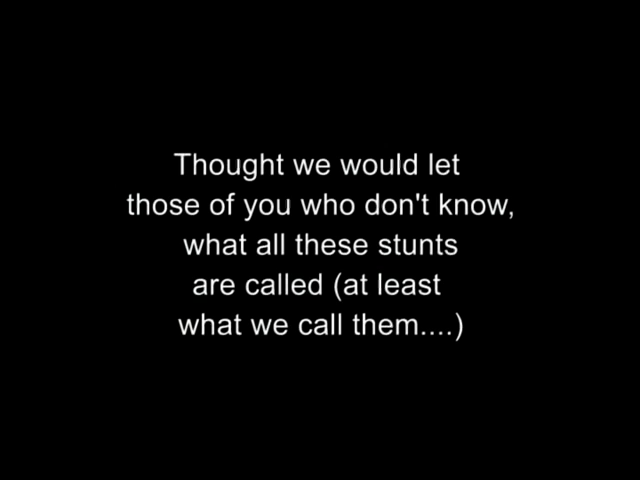 Thought we would let
those of you who don't know,
what all these stunts
are called (at least
what we call them....)